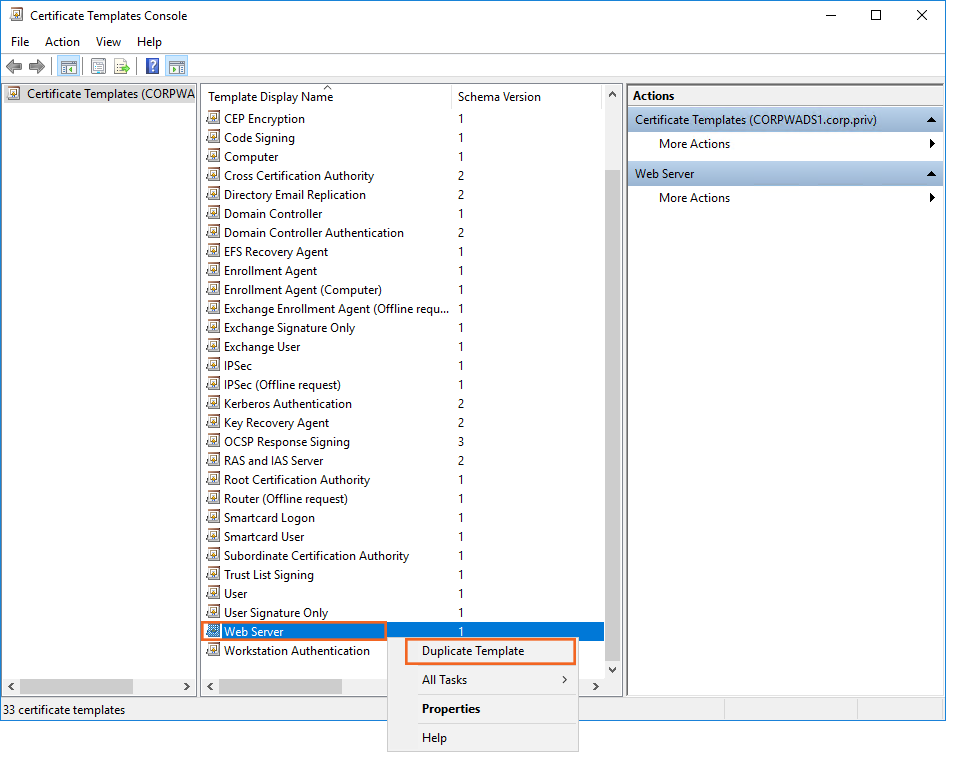 Certificate Templates Console
File Action View Help
Certificate Templates (CORPWA
Template Display Name Schema Version
CEP Encryption 1
Code Signing 1
Computer 1
Cross Certification Authority 2
Directory Email Replication 2
Domain Controller 1
Domain Controller Authentication 2
EFS Recovery Agent 1
Enrollment Agent 1
Enrollment Agent (Computer) 1
Exchange Enrollment Agent (Offline requ... 1
Exchange Signature Only 1
Exchange User 1
IPSec 1
IPSec (Offline request) 1
Kerberos Authentication 2
Key Recovery Agent 2
OCSP Response Signing 3
RAS and IAS Server 2
Root Certification Authority 1
Router (Offline request) 1
Smartcard Logon 1
Smartcard User 1
Subordinate Certification Authority 1
Trust List Signing 1
User 1
User Signature Only 1
Web Server 1
Workstation Authentication
Duplicate Template
All Tasks
Properties
Help
Actions
Certificate Templates (CORPWADS1.corp.priv)
More Actions
Web Server
More Actions
33 certificate templates